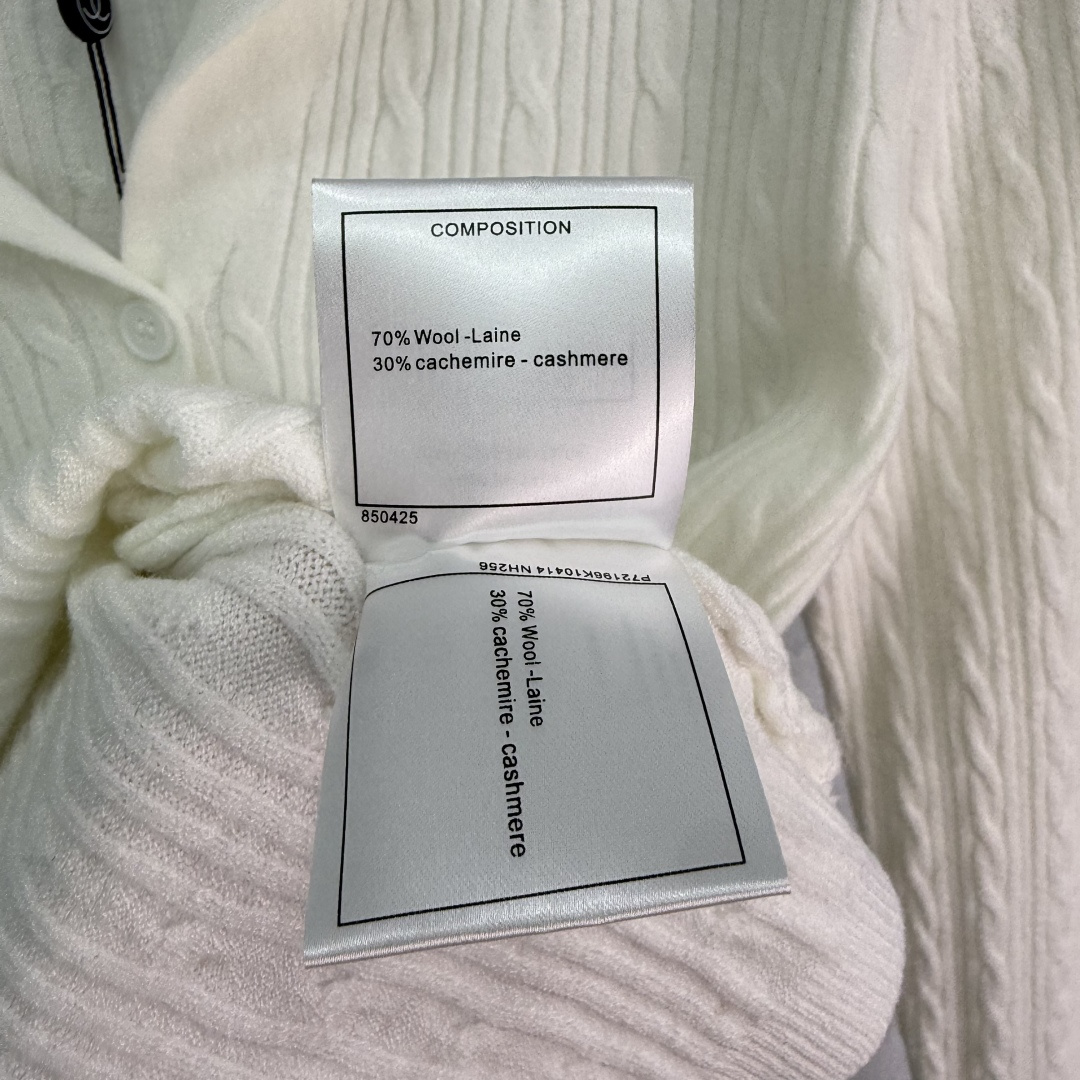 COMPOSITION
70% Wool -Laine
30% cachemire - cashmere
850425
P72196K10414 NH256
70% Wool -Laine
30% cachemire - cashmere